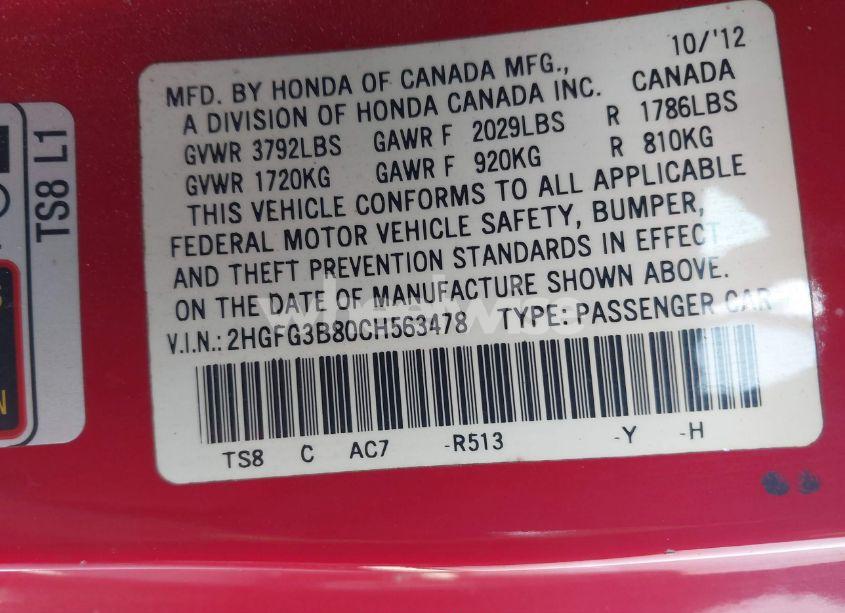 10/'12
MFD. BY HONDA OF CANADA MFG., CANADA
A DIVISION OF HONDA CANADA INC.
GVWR 3792LBS GAWR F 2029LBS R 1786LBS
GVWR 1720KG GAWR F 920KG R 810KG
THIS VEHICLE CONFORMS TO ALL APPLICABLE
FEDERAL MOTOR VEHICLE SAFETY, BUMPER,
AND THEFT PREVENTION STANDARDS IN EFFECT
ON THE DATE OF MANUFACTURE SHOWN ABOVE.
V.I.N.: 2HGFG3B80CH563478 TYPE: PASSENGER CAR
TS8 C AC7 -R513 -Y -H
TS8 L1